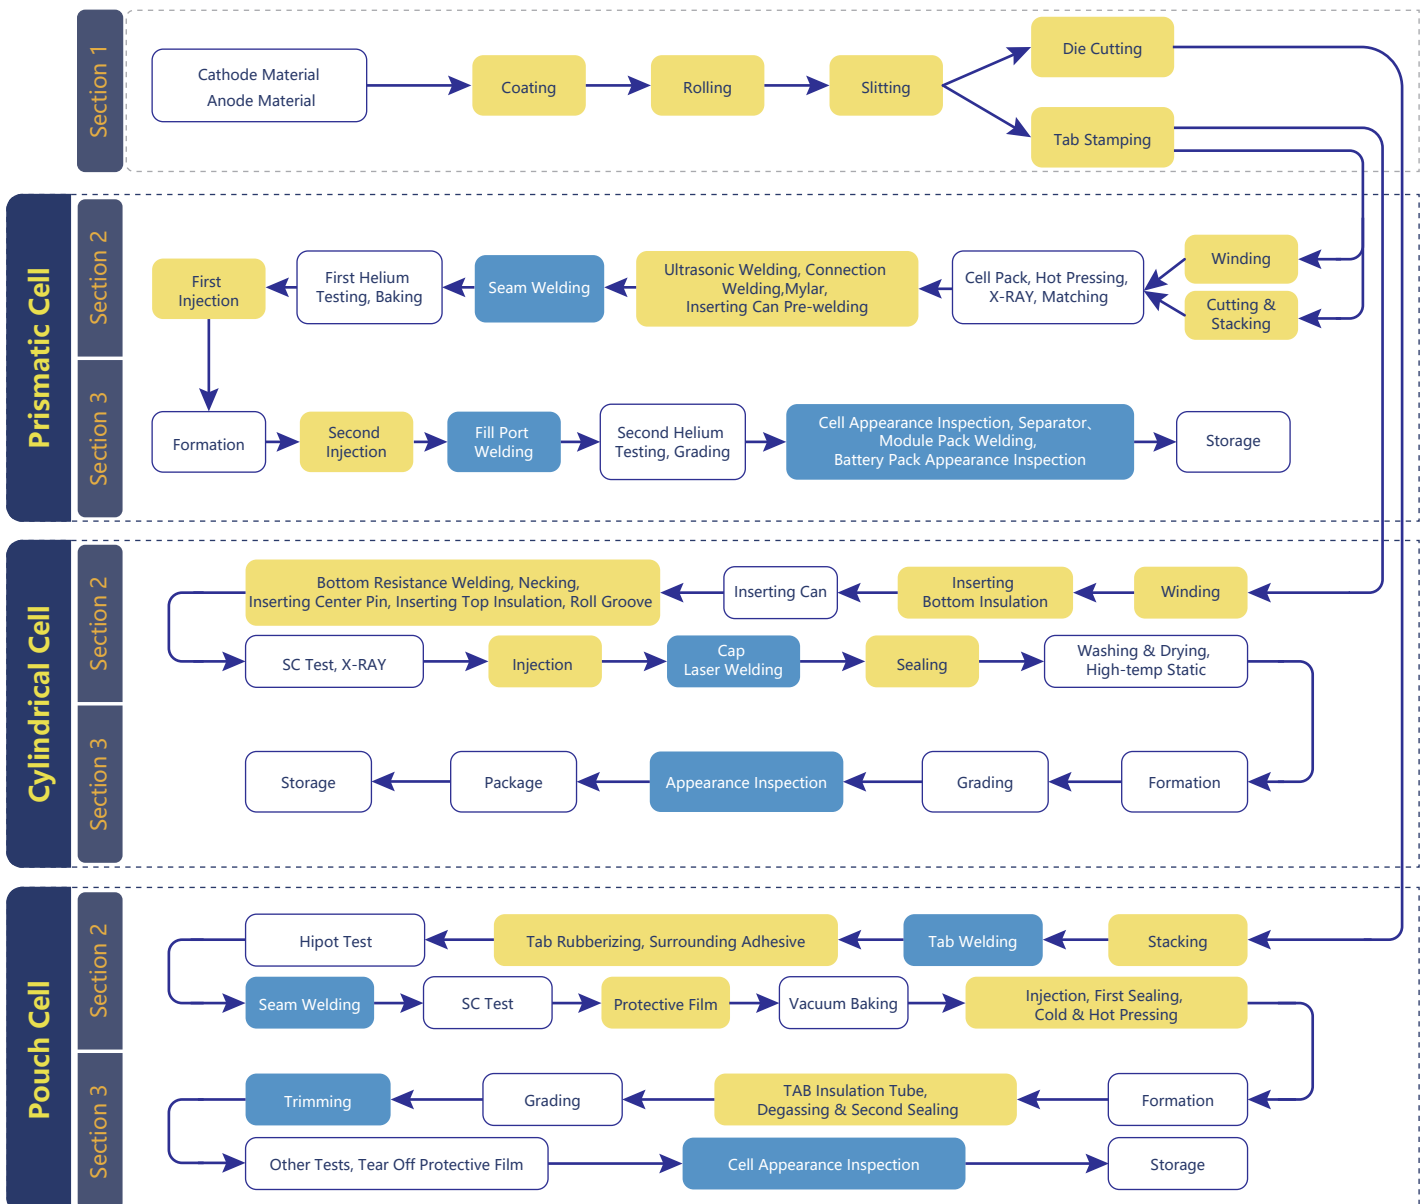 Section 1
Cathode Material
Anode Material
Coating
Rolling
Slitting
Die Cutting
Tab Stamping
Prismatic Cell
Section 2
First
Injection
First Helium
Testing, Baking
Seam Welding
Ultrasonic Welding, Connection
Welding,Mylar,
Inserting Can Pre-welding
Cell Pack, Hot Pressing,
X-RAY, Matching
Winding
Cutting &
Stacking
Section 3
Formation
Second
Injection
Fill Port
Welding
Second Helium
Testing, Grading
Cell Appearance Inspection, Separator、
Module Pack Welding,
Battery Pack Appearance Inspection
Storage
Cylindrical Cell
Section 2
Bottom Resistance Welding, Necking,
Inserting Center Pin, Inserting Top Insulation, Roll Groove
Inserting Can
Inserting
Bottom Insulation
Winding
SC Test, X-RAY
Injection
Cap
Laser Welding
Sealing
Washing & Drying,
High-temp Static
Section 3
Storage
Package
Appearance Inspection
Grading
Formation
Pouch Cell
Section 2
Hipot Test
Tab Rubberizing, Surrounding Adhesive
Tab Welding
Stacking
Seam Welding
SC Test
Protective Film
Vacuum Baking
Injection, First Sealing,
Cold & Hot Pressing
Section 3
Trimming
Grading
TAB Insulation Tube,
Degassing & Second Sealing
Formation
Other Tests, Tear Off Protective Film
Cell Appearance Inspection
Storage